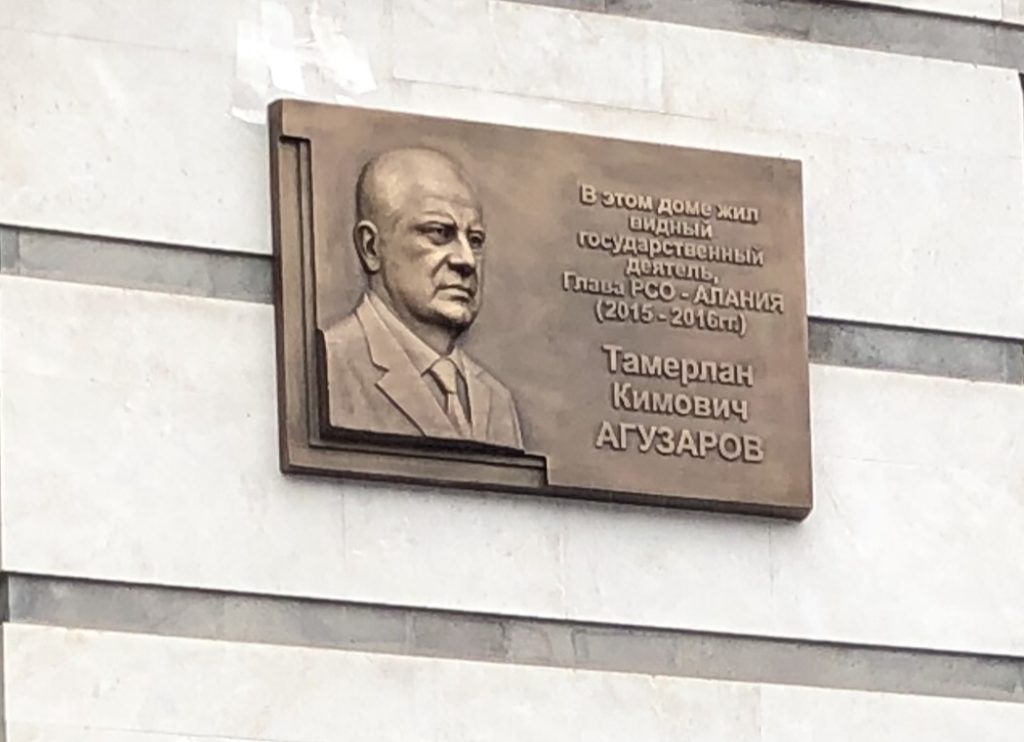 В этом доме жил
видный
государственный
деятель,
Глава РСО - АЛАНИЯ
(2015 - 2016гг.)
Тамерлан
Кимович
АГУЗАРОВ